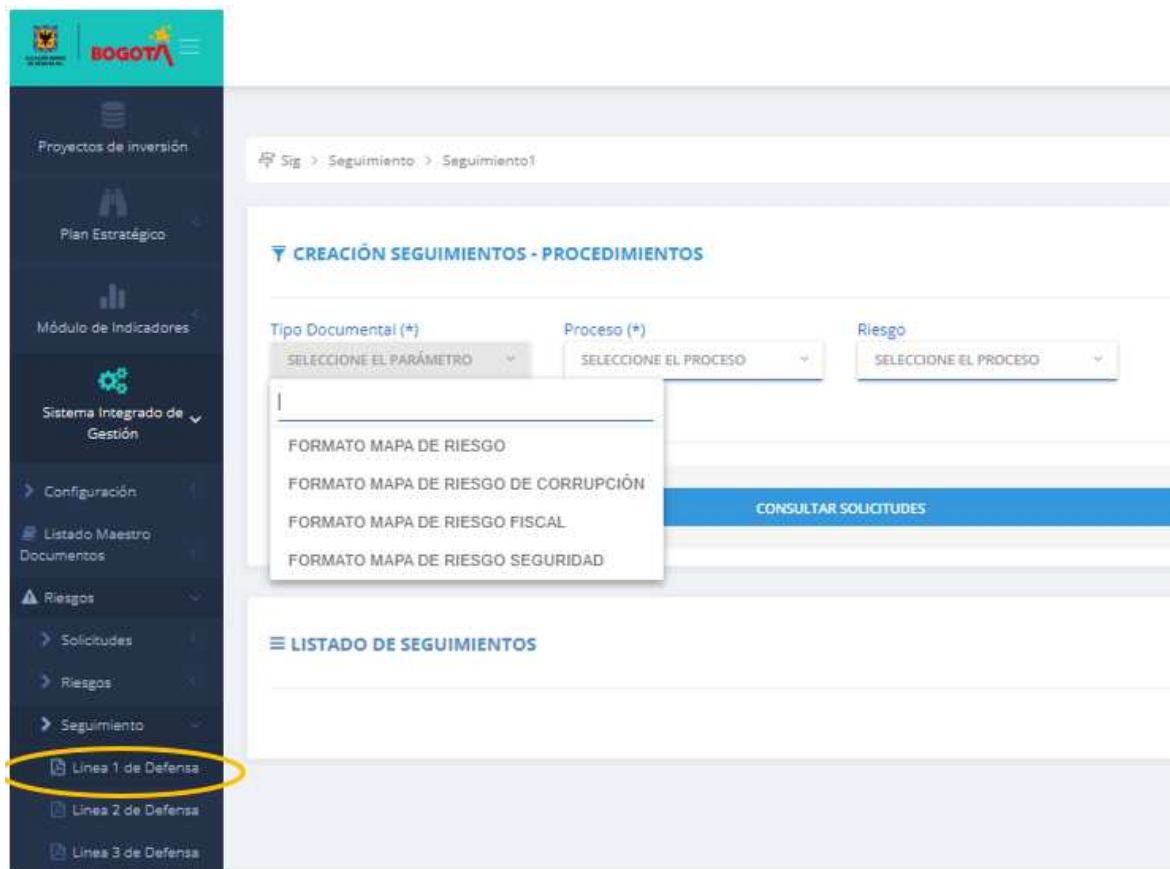 BOGOTÁ
Proyectos de inversión
Plan Estratégico
Módulo de Indicadores
Sistema Integrado de
Gestión
Configuración
Listado Maestro
Documentos
Riesgos
Solicitudes
Riesgos
Seguimiento
Linea 1 de Defensa
Linea 2 de Defensa
Linea 3 de Defensa
Sig > Seguimiento > Seguimiento1
CREACIÓN SEGUIMIENTOS - PROCEDIMIENTOS
Tipo Documental (*) Proceso (*) Riesgo
SELECCIONE EL PARÁMETRO SELECCIONE EL PROCESO SELECCIONE EL PROCESO
FORMATO MAPA DE RIESGO
FORMATO MAPA DE RIESGO DE CORRUPCIÓN
FORMATO MAPA DE RIESGO FISCAL
FORMATO MAPA DE RIESGO SEGURIDAD
CONSULTAR SOLICITUDES
LISTADO DE SEGUIMIENTOS